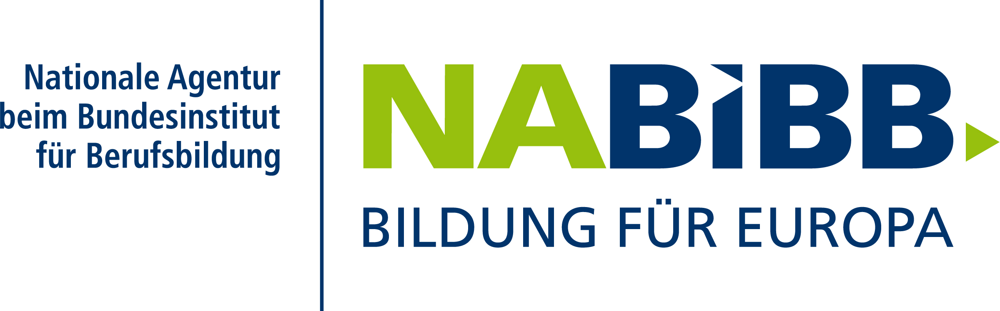 Nationale Agentur
beim Bundesinstitut
für Berufsbildung
NABiBB
BILDUNG FÜR EUROPA